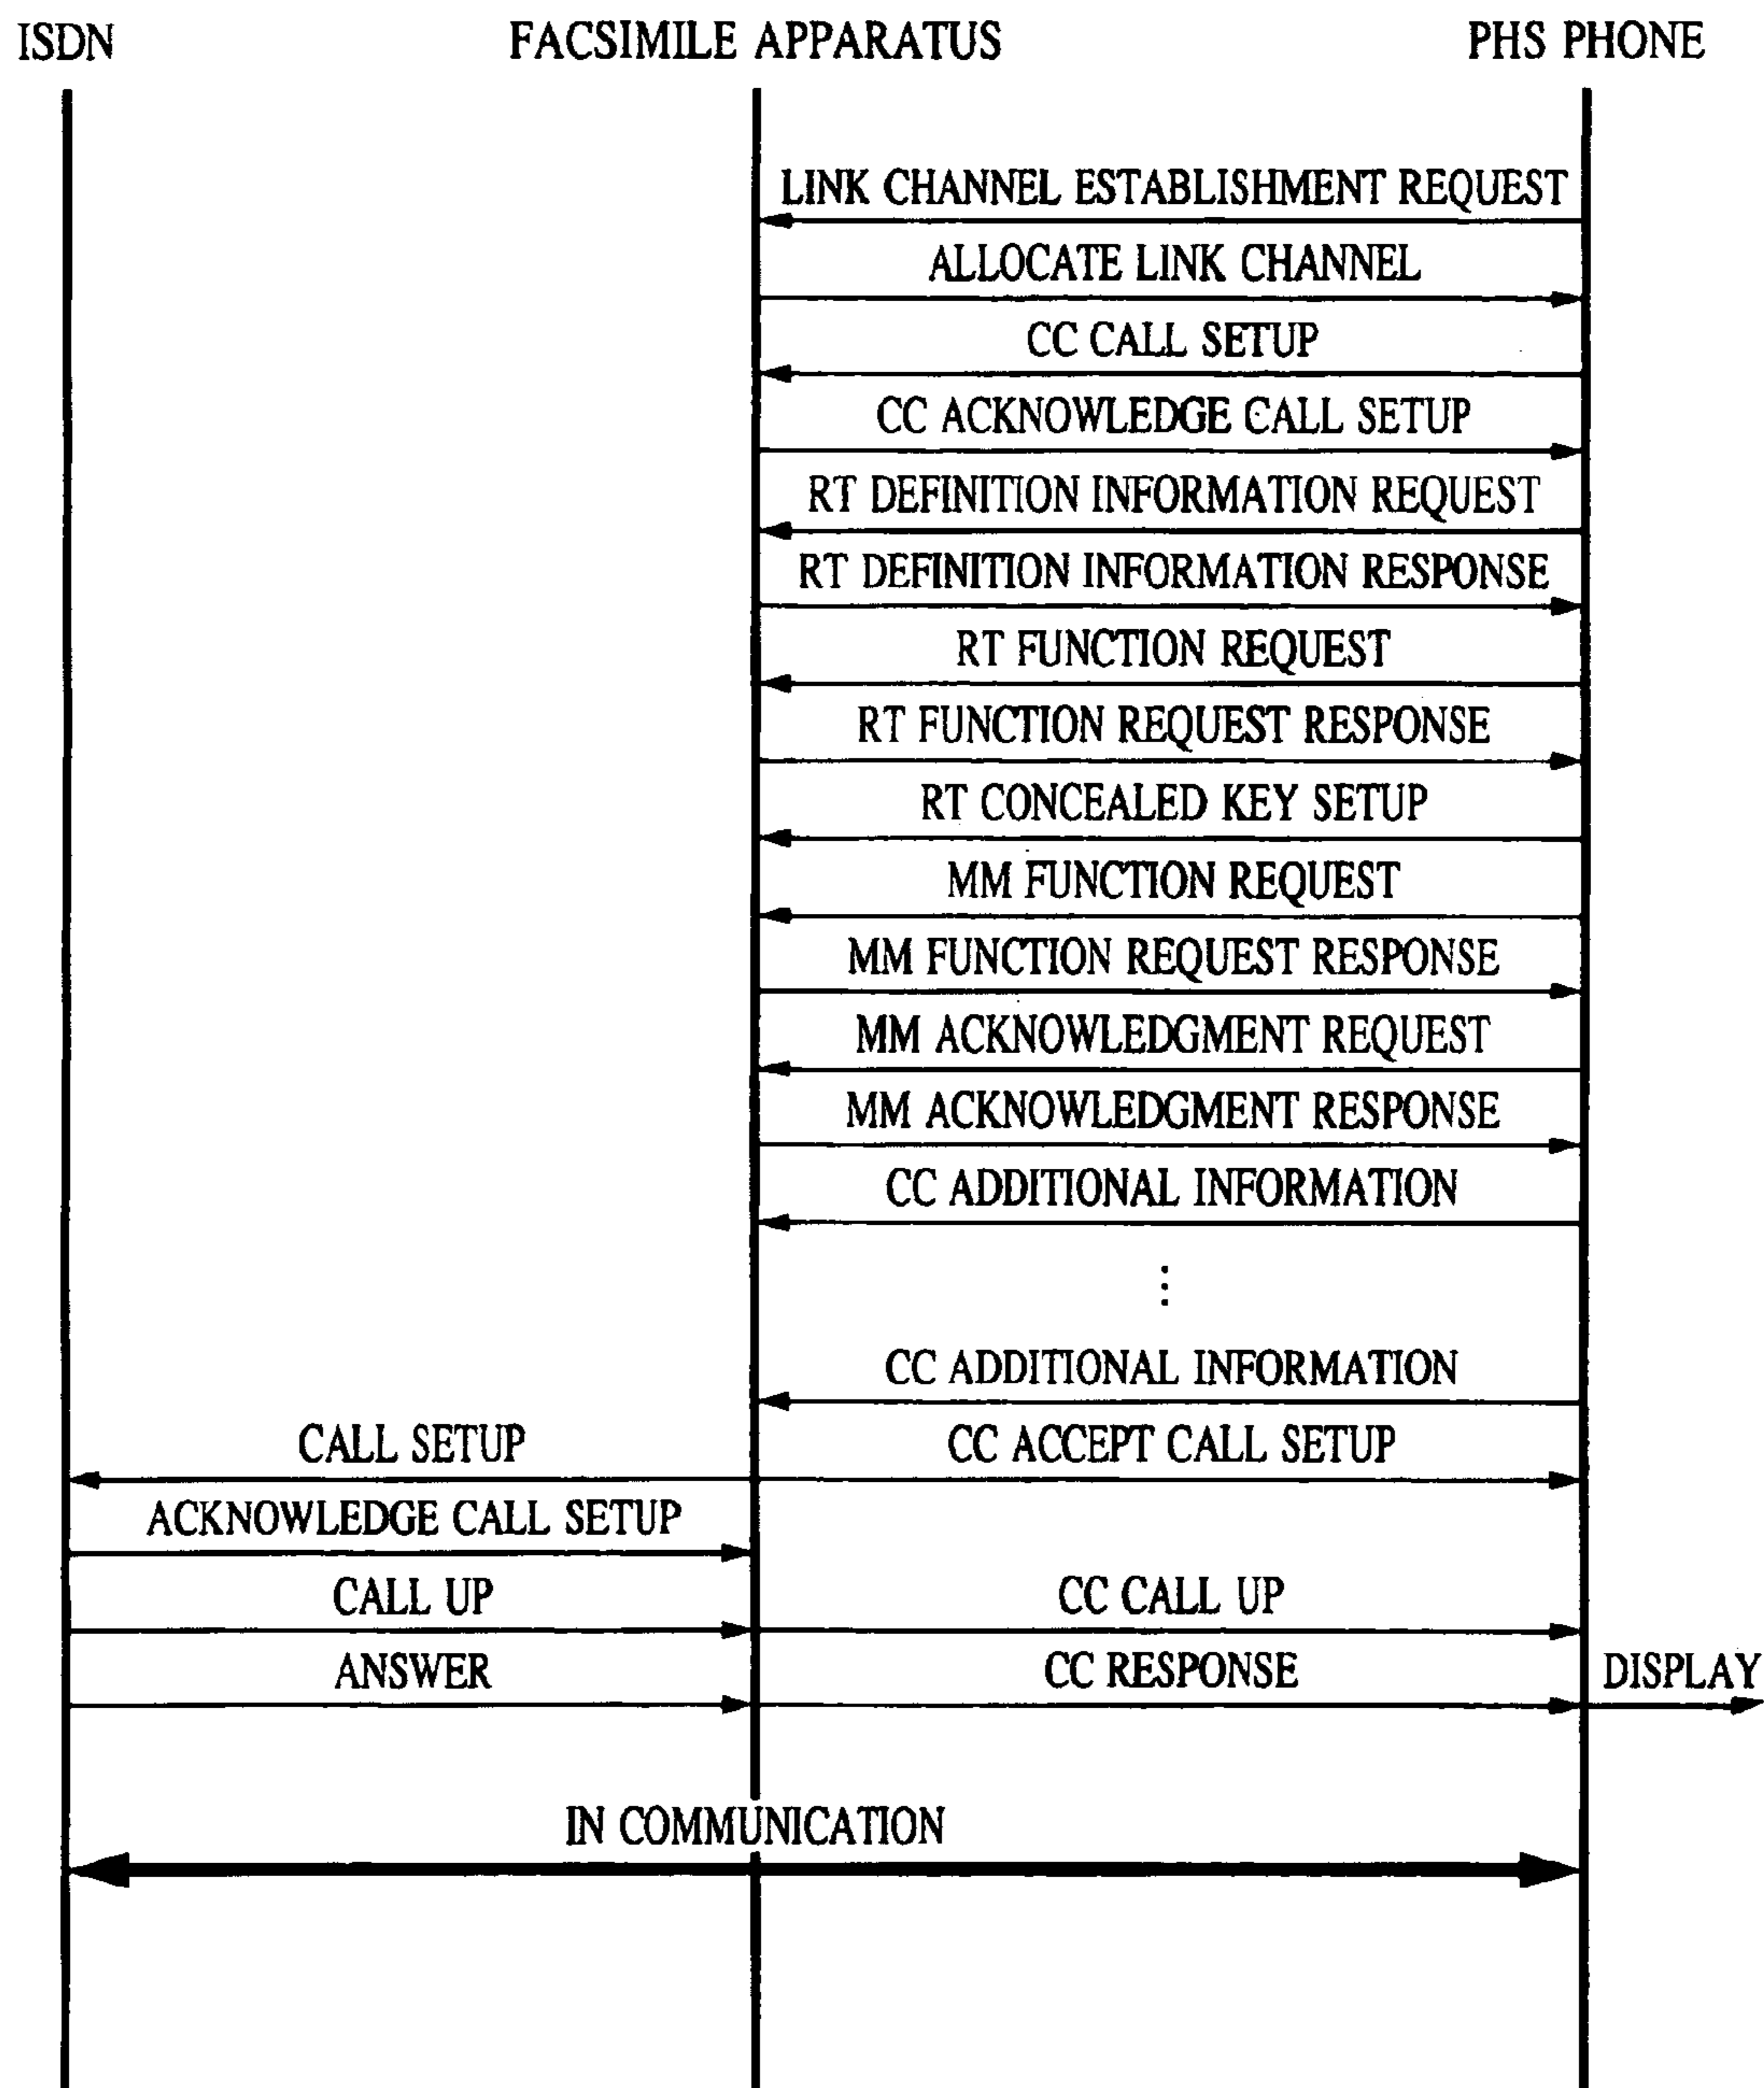 ISDN FACSIMILE APPARATUS PHS PHONE
LINK CHANNEL ESTABLISHMENT REQUEST
ALLOCATE LINK CHANNEL
CC CALL SETUP
CC ACKNOWLEDGE CALL SETUP
RT DEFINITION INFORMATION REQUEST
RT DEFINITION INFORMATION RESPONSE
RT FUNCTION REQUEST
RT FUNCTION REQUEST RESPONSE
RT CONCEALED KEY SETUP
MM FUNCTION REQUEST
MM FUNCTION REQUEST RESPONSE
MM ACKNOWLEDGMENT REQUEST
MM ACKNOWLEDGMENT RESPONSE
CC ADDITIONAL INFORMATION
⋮
CC ADDITIONAL INFORMATION
CALL SETUP CC ACCEPT CALL SETUP
ACKNOWLEDGE CALL SETUP
CALL UP CC CALL UP
ANSWER CC RESPONSE DISPLAY
IN COMMUNICATION